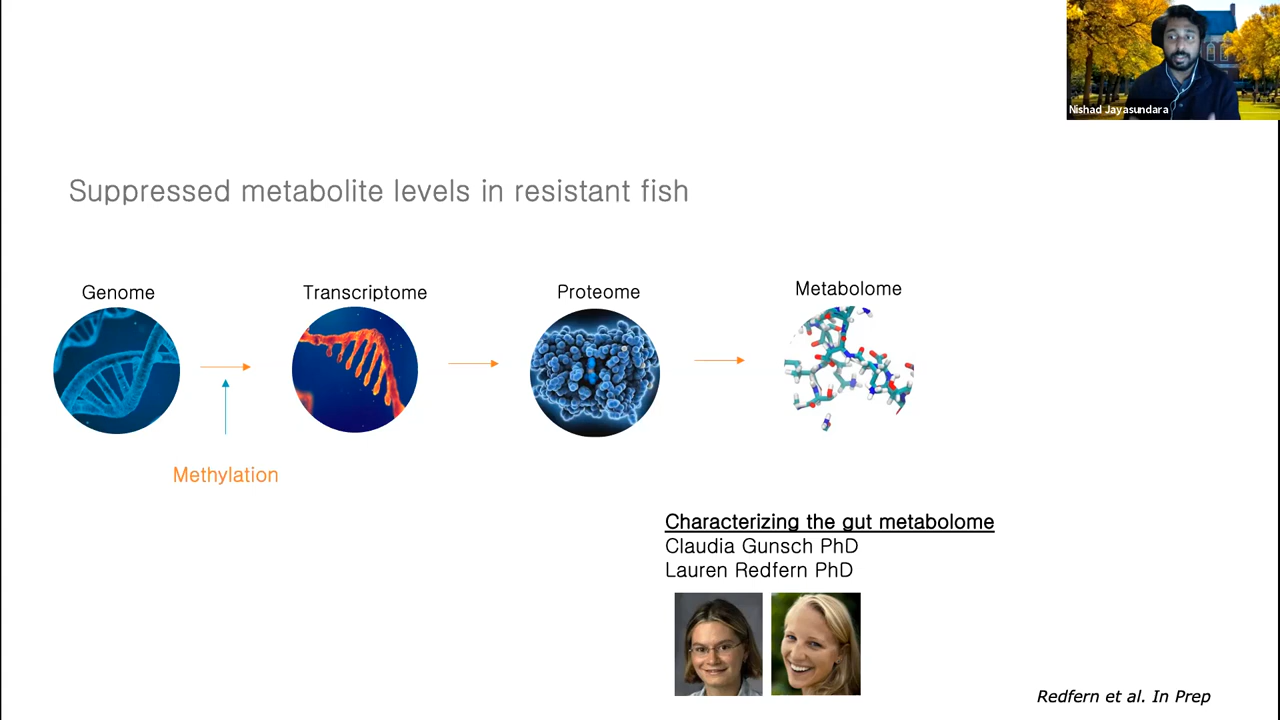 Nishad Jayasundara
Suppressed metabolite levels in resistant fish
Genome
Transcriptome
Proteome
Metabolome
Methylation
Characterizing the gut metabolome
Claudia Gunsch PhD
Lauren Redfern PhD
Redfern et al. In Prep